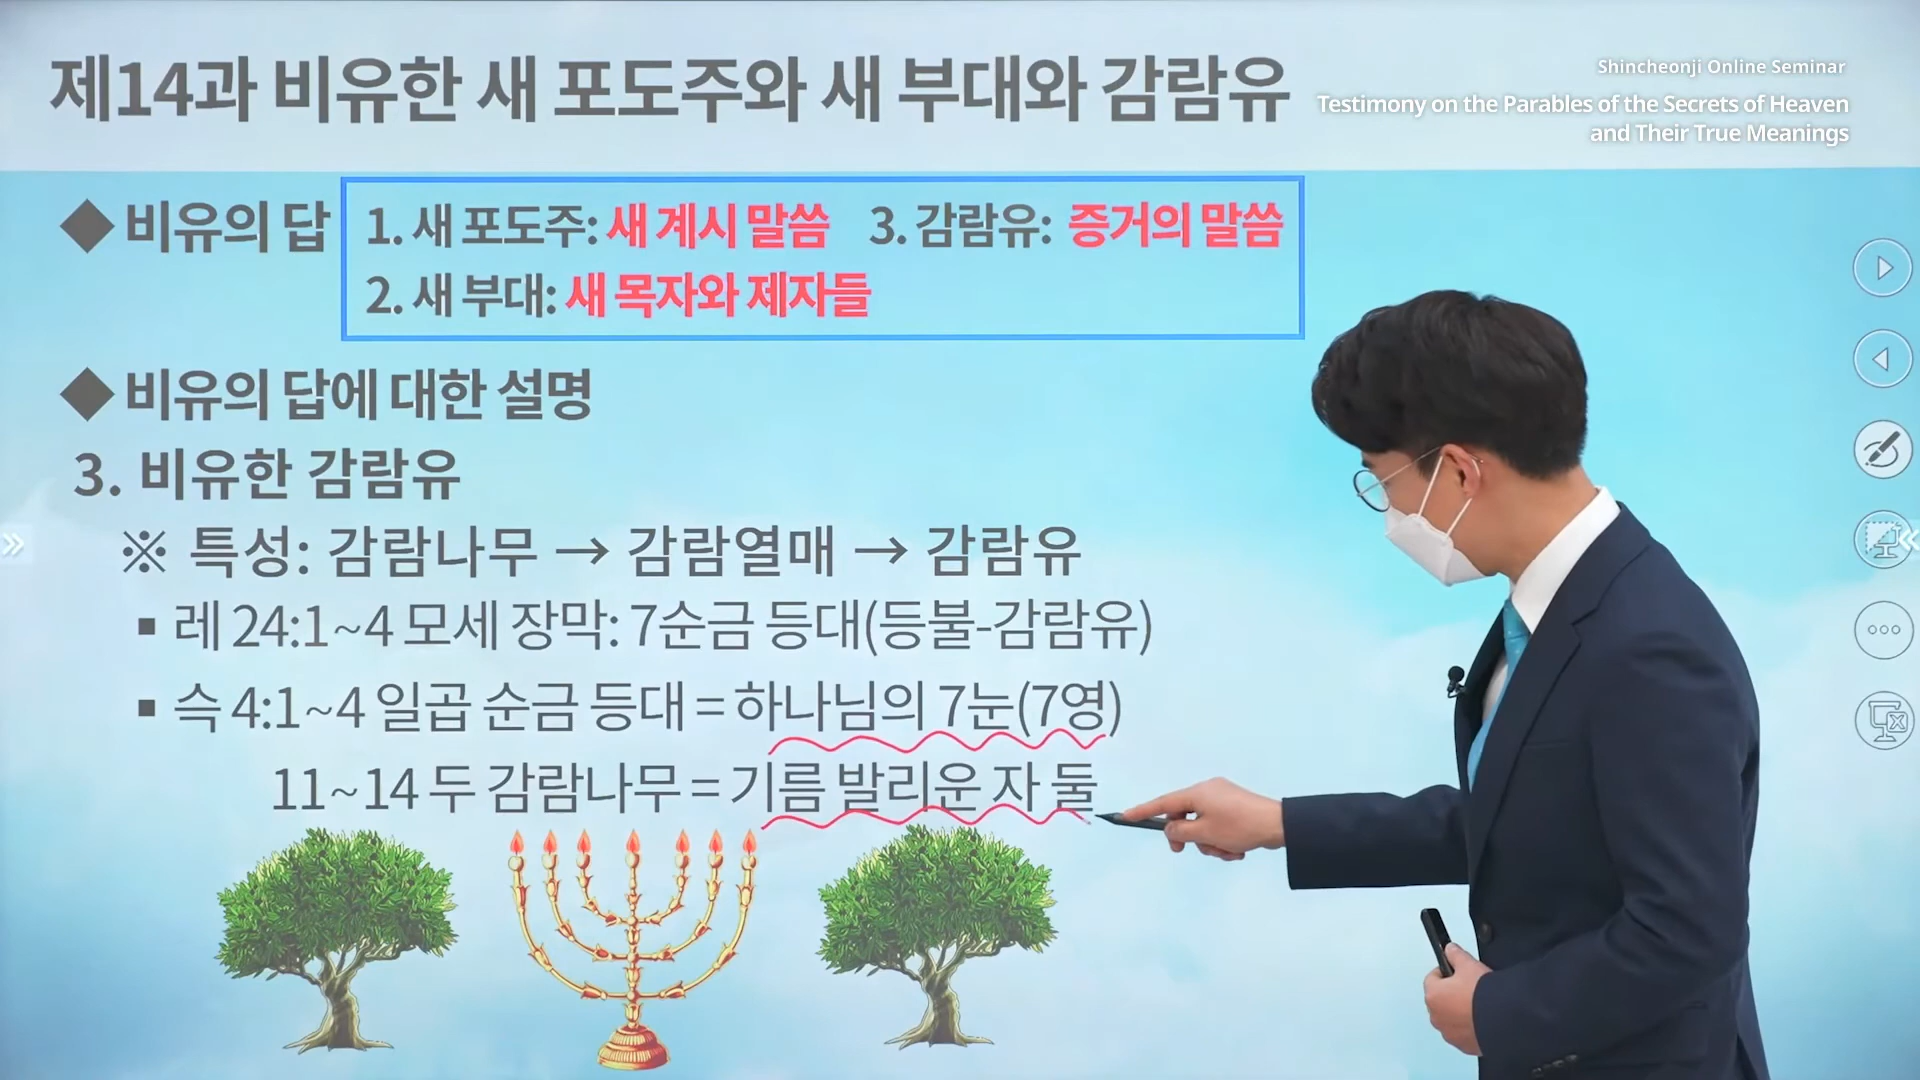 제14과 비유한 새 포도주와 새 부대와 감람유
Shincheonji Online Seminar
Testimony on the Parables of the Secrets of Heaven
and Their True Meanings
◆ 비유의 답
1. 새 포도주: 새 계시 말씀 3. 감람유: 증거의 말씀
2. 새 부대: 새 목자와 제자들
◆ 비유의 답에 대한 설명
3. 비유한 감람유
※ 특성: 감람나무 → 감람열매 → 감람유
▪ 레 24:1~4 모세 장막: 7순금 등대(등불-감람유)
▪ 슥 4:1~4 일곱 순금 등대 = 하나님의 7눈(7영)
11~14 두 감람나무 = 기름 발리운 자 둘